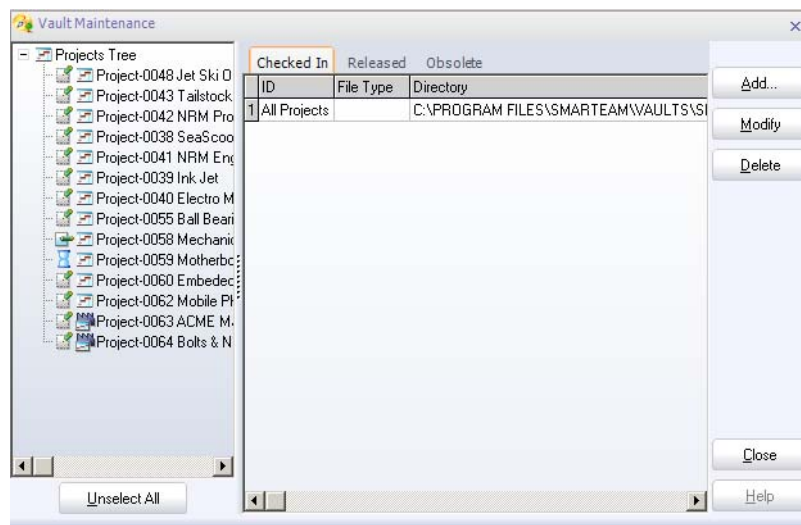 Vault Maintenance
Projects Tree
Project-0048 Jet Ski O
Project-0043 Tailstock
Project-0042 NRM Pro
Project-0038 SeaScoo
Project-0041 NRM Eng
Project-0039 Ink Jet
Project-0040 Electro M
Project-0055 Ball Beari
Project-0058 Mechanic
Project-0059 Motherbc
Project-0060 Embedec
Project-0062 Mobile Ph
Project-0063 ACME M
Project-0064 Bolts & N
Unselect All
Checked In Released Obsolete
ID File Type Directory
1 All Projects C:\PROGRAM FILES\SMARTEAM\VAULTS\S
Add...
Modify
Delete
Close
Help